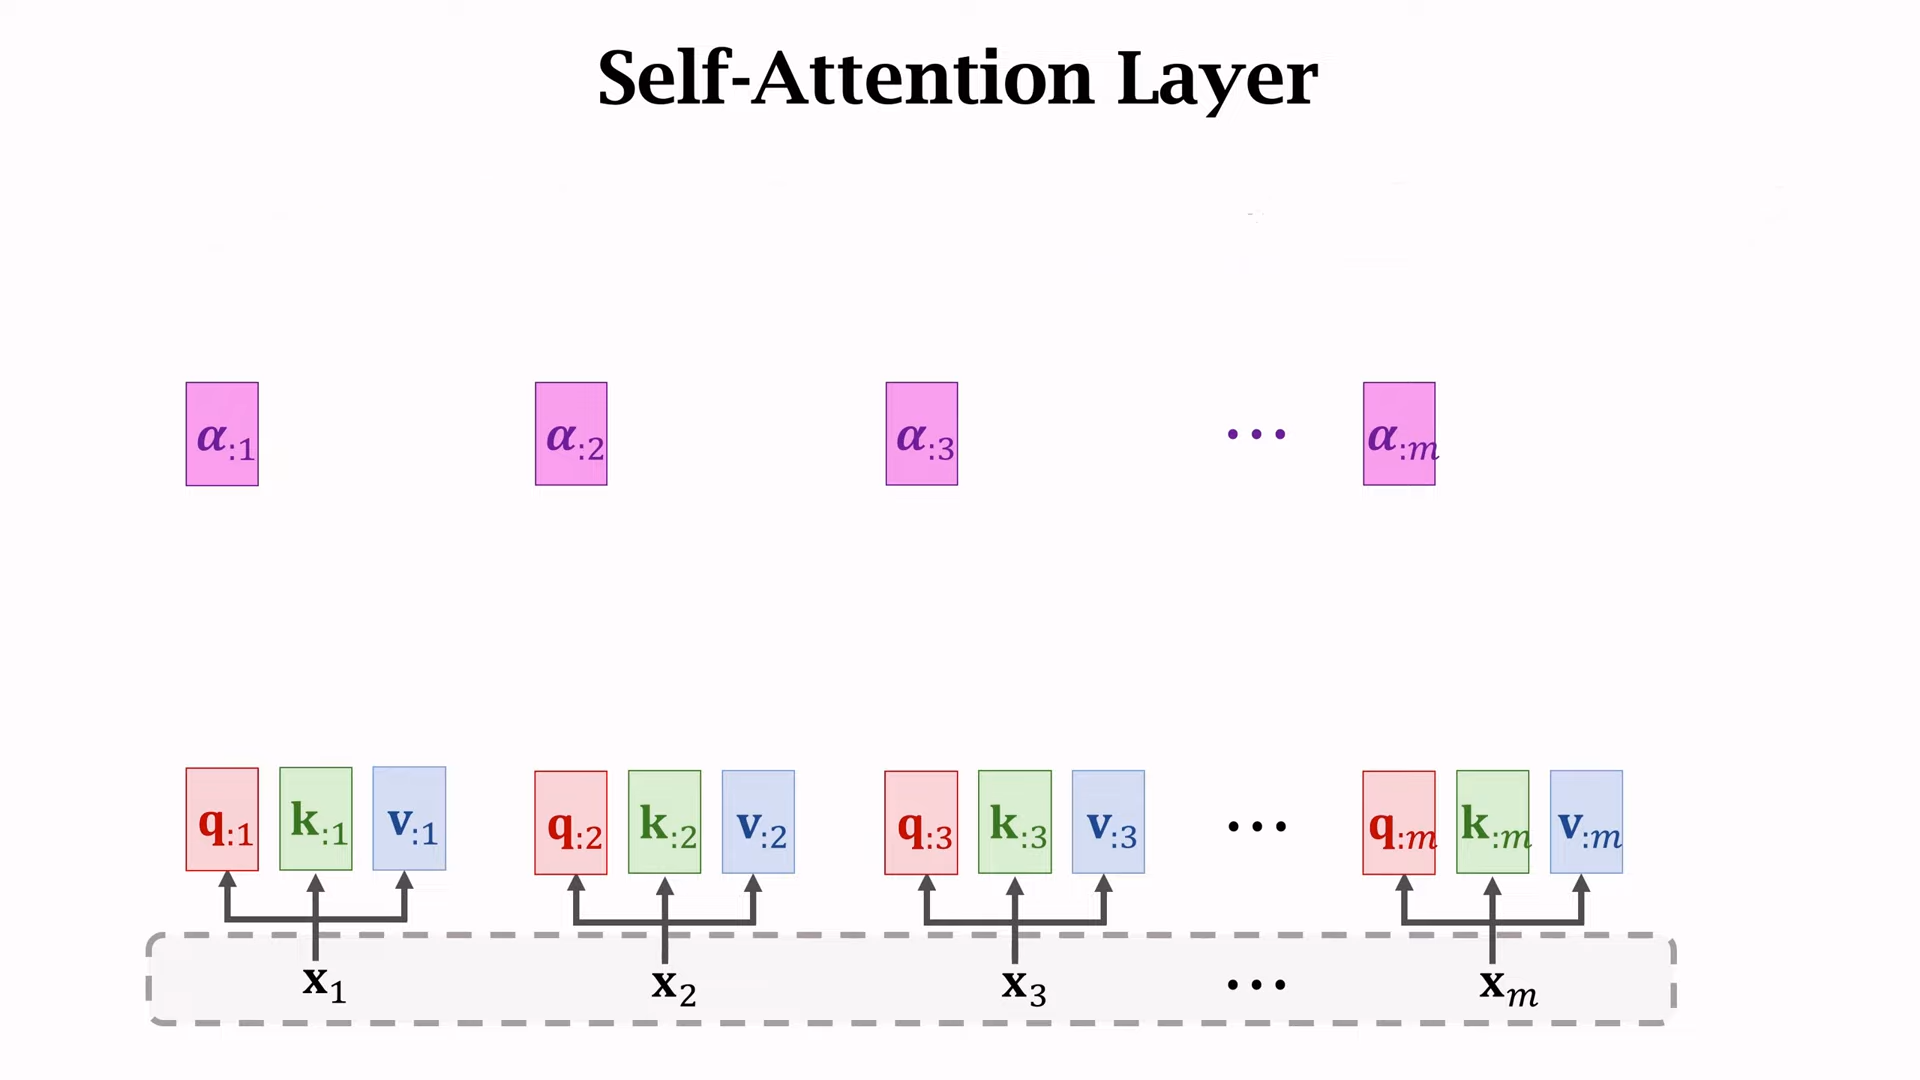 Self-Attention Layer
α:1 α:2 α:3 ... α:m
q:1 k:1 v:1 q:2 k:2 v:2 q:3 k:3 v:3 ... q:m k:m v:m
x1 x2 x3 ... xm